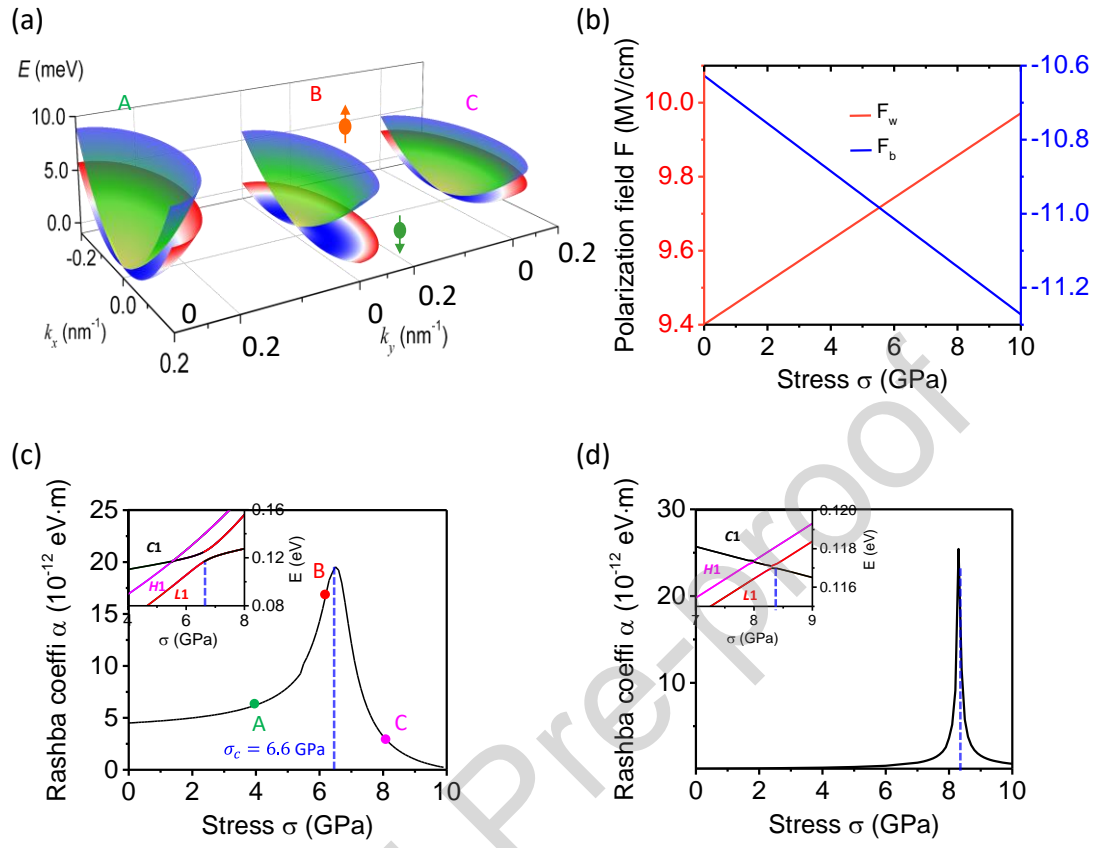 (a)
E (meV)
A
B
C
10.0
5.0
0.0
-0.2
0.0
0.2
kₓ (nm⁻¹)
0
0.2
0
0.2
0
0.2
k_y (nm⁻¹)
(b)
Polarization field F (MV/cm)
10.0
9.8
9.6
9.4
F_w
F_b
-10.6
-10.8
-11.0
-11.2
0 2 4 6 8 10
Stress σ (GPa)
(c)
Rashba coeffi α (10⁻¹² eV·m)
25
20
15
10
5
0
0.16
0.12
0.08
E (eV)
C1
H1
L1
4 6 8
σ (GPa)
B
A
C
σ_c = 6.6 GPa
0 2 4 6 8 10
Stress σ (GPa)
(d)
Rashba coeffi α (10⁻¹² eV·m)
30
20
10
0.120
0.118
0.116
E (eV)
C1
H1
L1
7 8 9
σ (GPa)
0 2 4 6 8 10
Stress σ (GPa)
Pre-proof